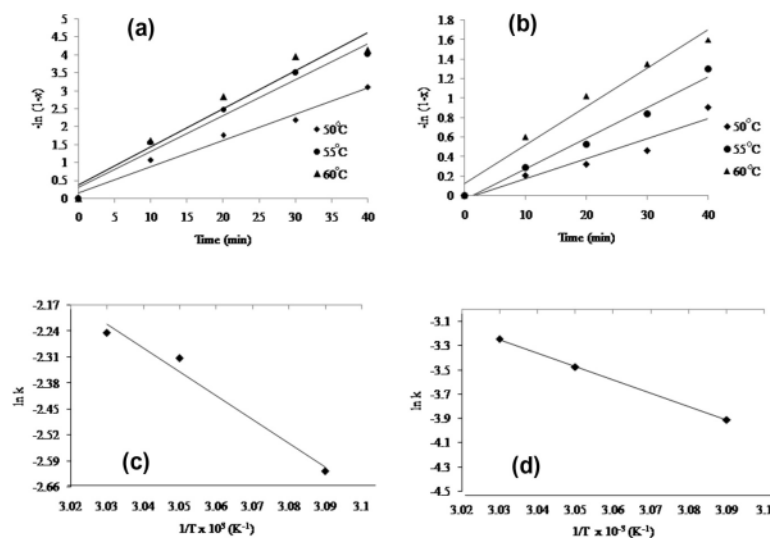 (a)
5
4.5
4
3.5
3
2.5
2
1.5
1
0.5
0
-ln (1-x)
50°C
55°C
60°C
0 5 10 15 20 25 30 35 40
Time (min)
(b)
1.8
1.6
1.4
1.2
1
0.8
0.6
0.4
0.2
0
-ln (1-x)
50°C
55°C
60°C
0 10 20 30 40
Time (min)
-2.17
-2.24
-2.31
-2.38
-2.45
-2.52
-2.59
-2.66
ln k
(c)
3.02 3.03 3.04 3.05 3.06 3.07 3.08 3.09 3.1
1/T x 10³ (K⁻¹)
-3.1
-3.3
-3.5
-3.7
-3.9
-4.1
-4.3
-4.5
ln k
(d)
3.02 3.03 3.04 3.05 3.06 3.07 3.08 3.09 3.1
1/T x 10⁻³ (K⁻¹)